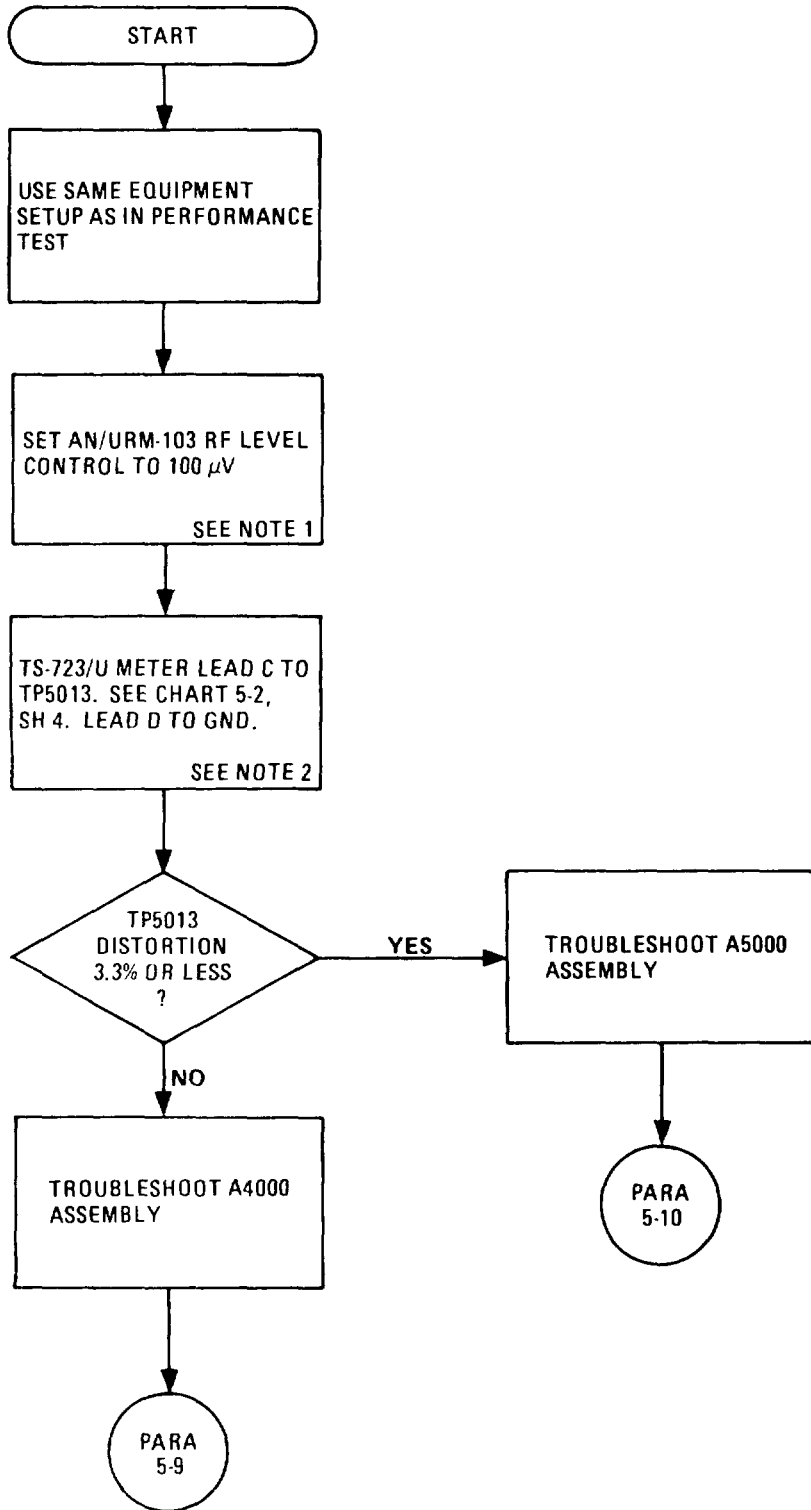 START
USE SAME EQUIPMENT
SETUP AS IN PERFORMANCE
TEST
SET AN/URM-103 RF LEVEL
CONTROL TO 100 μV
SEE NOTE 1
TS-723/U METER LEAD C TO
TP5013. SEE CHART 5-2,
SH 4. LEAD D TO GND.
SEE NOTE 2
TP5013
DISTORTION
3.3% OR LESS
?
YES
TROUBLESHOOT A5000
ASSEMBLY
NO
TROUBLESHOOT A4000
ASSEMBLY
PARA
5-10
PARA
5-9